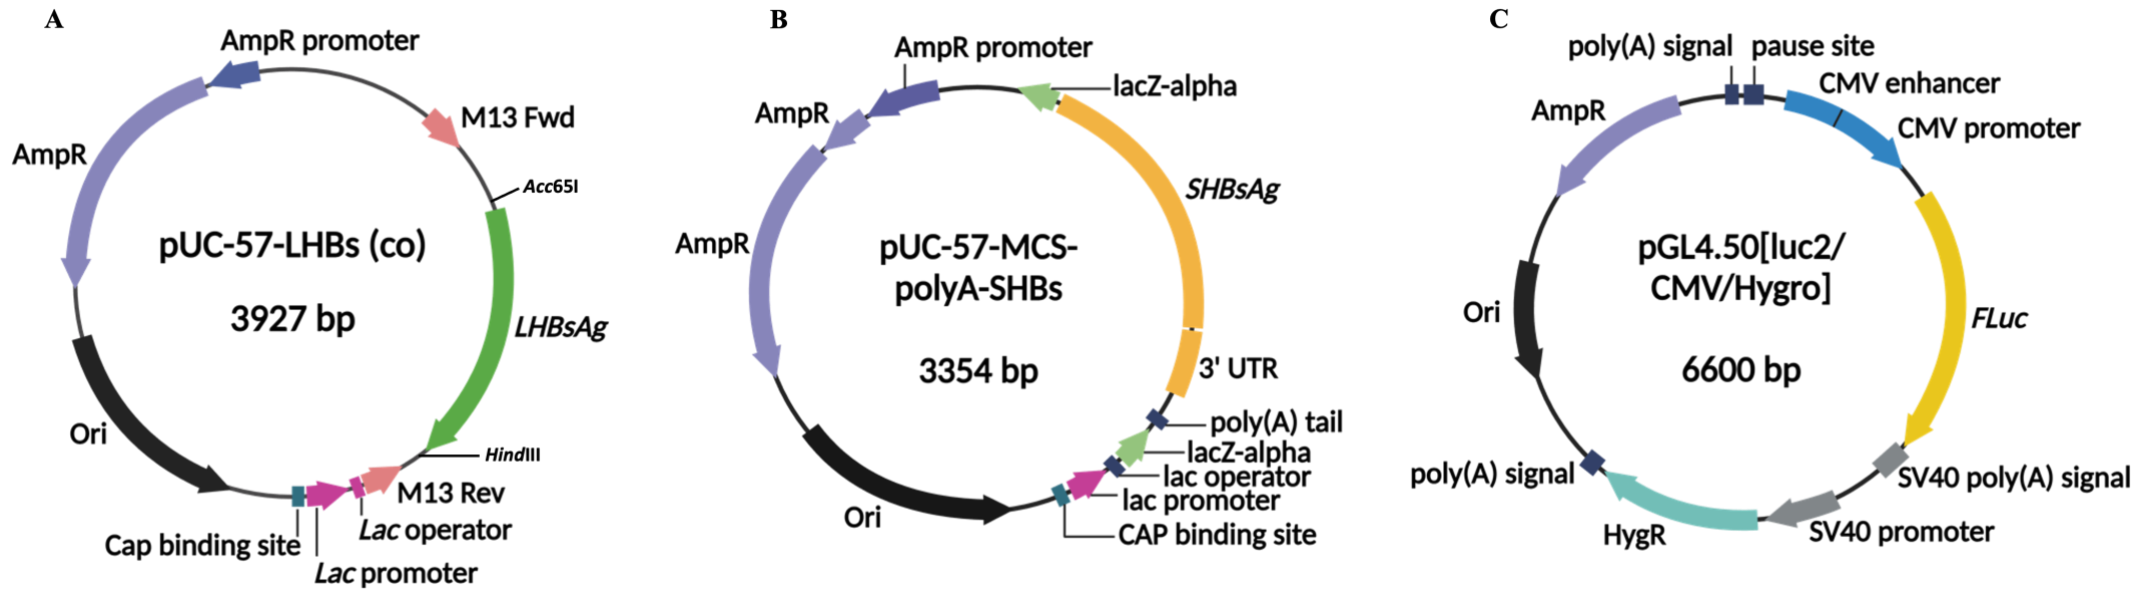 A
AmpR promoter
M13 Fwd
AmpR
Acc65I
pUC-57-LHBs (co)
3927 bp
LHBsAg
Ori
HindIII
M13 Rev
Lac operator
Cap binding site
Lac promoter
B
AmpR promoter
lacZ-alpha
AmpR
SHBsAg
AmpR
pUC-57-MCS-
polyA-SHBs
3354 bp
3' UTR
poly(A) tail
lacZ-alpha
lac operator
lac promoter
Ori
CAP binding site
C
poly(A) signal
pause site
CMV enhancer
AmpR
CMV promoter
pGL4.50[luc2/
CMV/Hygro]
Ori
FLuc
6600 bp
poly(A) signal
SV40 poly(A) signal
HygR
SV40 promoter